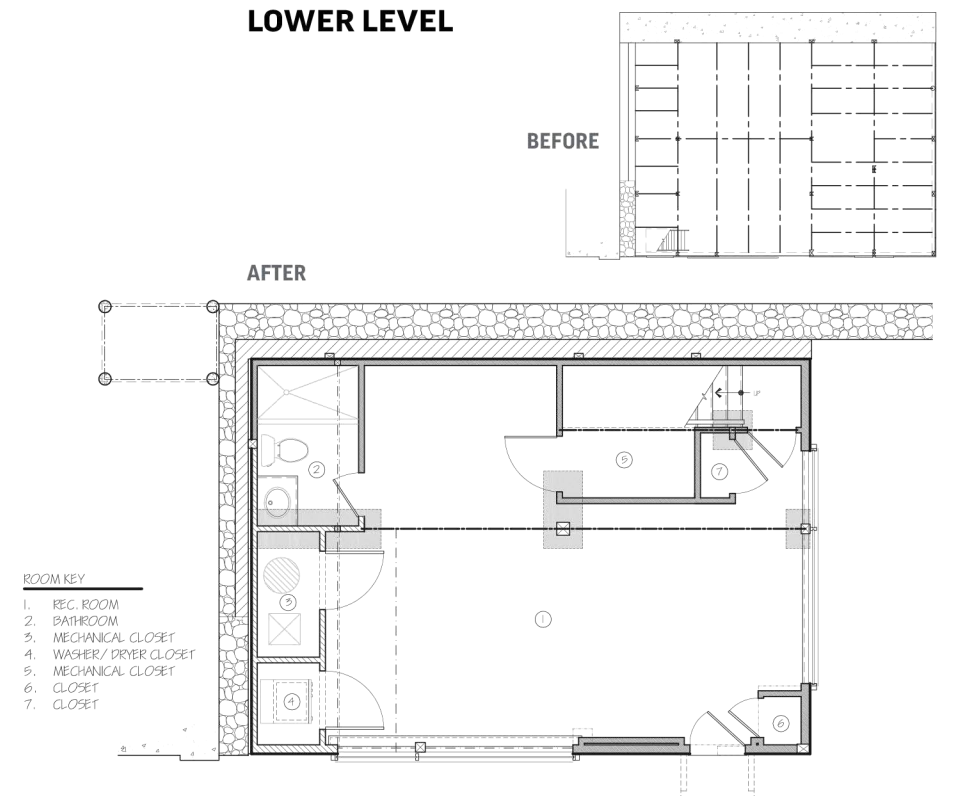 LOWER LEVEL
BEFORE
AFTER
UP
5
7
2
ROOM KEY
1. REC. ROOM
2. BATHROOM
3. MECHANICAL CLOSET
4. WASHER/ DRYER CLOSET
5. MECHANICAL CLOSET
6. CLOSET
7. CLOSET
3
1
4
6